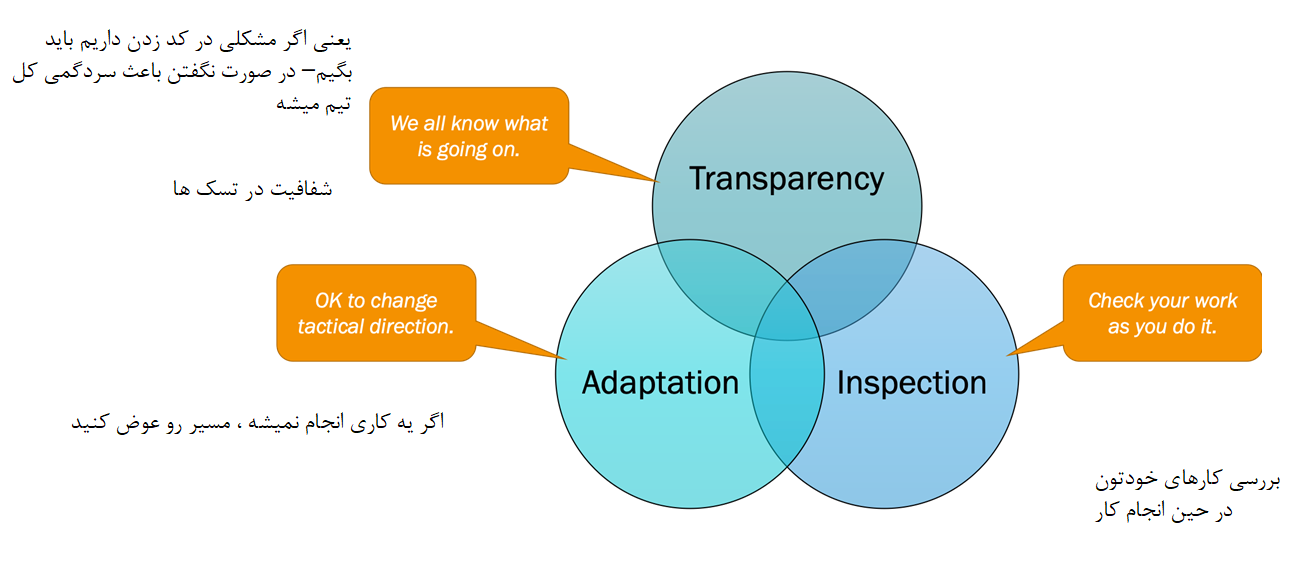 یعنی اگر مشکلی در کد زدن داریم باید
بگیم– در صورت نگفتن باعث سردگمی کل
تیم میشه
We all know what
is going on.
Transparency
شفافیت در تسک ها
OK to change
tactical direction.
Check your work
as you do it.
Adaptation
Inspection
اگر یه کاری انجام نمیشه ، مسیر رو عوض کنید
بررسی کارهای خودتون
در حین انجام کار